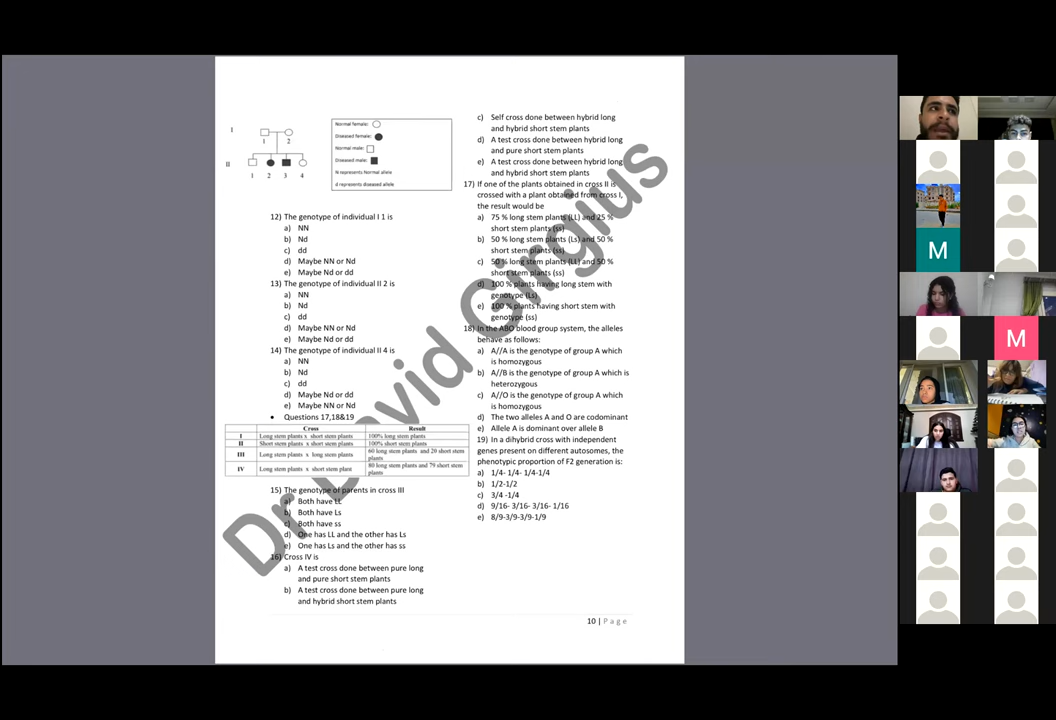 I
1
2
II
1
2
3
4
Normal female:
Diseased female:
Normal male:
Diseased male:
N represents Normal allele
d represents diseased allele
12) The genotype of individual I 1 is
a) NN
b) Nd
c) dd
d) Maybe NN or Nd
e) Maybe Nd or dd
13) The genotype of individual II 2 is
a) NN
b) Nd
c) dd
d) Maybe NN or Nd
e) Maybe Nd or dd
14) The genotype of individual II 4 is
a) NN
b) Nd
c) dd
d) Maybe Nd or dd
e) Maybe NN or Nd
• Questions 17,18&19
Cross Result
I Long stem plants x short stem plants 100% long stem plants
II Short stem plants x short stem plants 100% short stem plants
III Long stem plants x long stem plants 60 long stem plants and 20 short stem
plants
IV Long stem plants x short stem plant 80 long stem plants and 79 short stem
plants
15) The genotype of parents in cross III
a) Both have LL
b) Both have Ls
c) Both have ss
d) One has LL and the other has Ls
e) One has Ls and the other has ss
16) Cross IV is
a) A test cross done between pure long
and pure short stem plants
b) A test cross done between pure long
and hybrid short stem plants
c) Self cross done between hybrid long
and hybrid short stem plants
d) A test cross done between hybrid long
and pure short stem plants
e) A test cross done between hybrid long
and hybrid short stem plants
17) If one of the plants obtained in cross II is
crossed with a plant obtained from cross I,
the result would be
a) 75 % long stem plants (LL) and 25 %
short stem plants (ss)
b) 50 % long stem plants (Ls) and 50 %
short stem plants (ss)
c) 50 % long stem plants (LL) and 50 %
short stem plants (ss)
d) 100 % plants having long stem with
genotype (Ls)
e) 100 % plants having short stem with
genotype (ss)
18) In the ABO blood group system, the alleles
behave as follows:
a) A//A is the genotype of group A which
is homozygous
b) A//B is the genotype of group A which is
heterozygous
c) A//O is the genotype of group A which
is homozygous
d) The two alleles A and O are codominant
e) Allele A is dominant over allele B
19) In a dihybrid cross with independent
genes present on different autosomes, the
phenotypic proportion of F2 generation is:
a) 1/4- 1/4- 1/4-1/4
b) 1/2-1/2
c) 3/4 -1/4
d) 9/16- 3/16- 3/16- 1/16
e) 8/9-3/9-3/9-1/9
10 | Page
Dr David Girgius
M
M